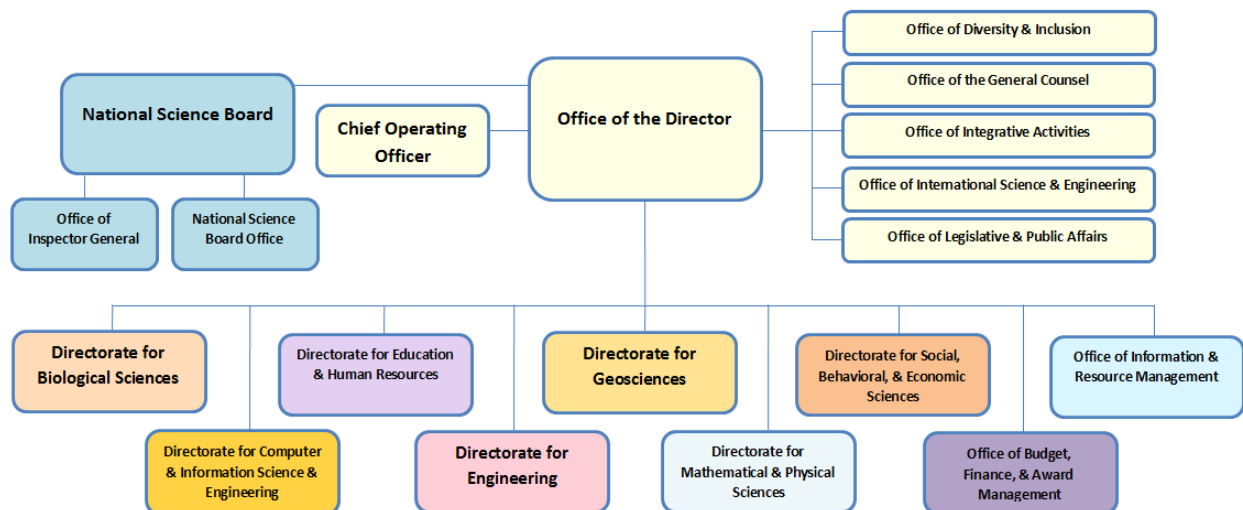 Office of Diversity & Inclusion
Office of the General Counsel
National Science Board
Chief Operating
Officer
Office of the Director
Office of Integrative Activities
Office of International Science & Engineering
Office of Legislative & Public Affairs
Office of
Inspector General
National Science
Board Office
Directorate for
Biological Sciences
Directorate for Education
& Human Resources
Directorate for
Geosciences
Directorate for Social,
Behavioral, & Economic
Sciences
Office of Information &
Resource Management
Directorate for Computer
& Information Science &
Engineering
Directorate for
Engineering
Directorate for
Mathematical & Physical
Sciences
Office of Budget,
Finance, & Award
Management